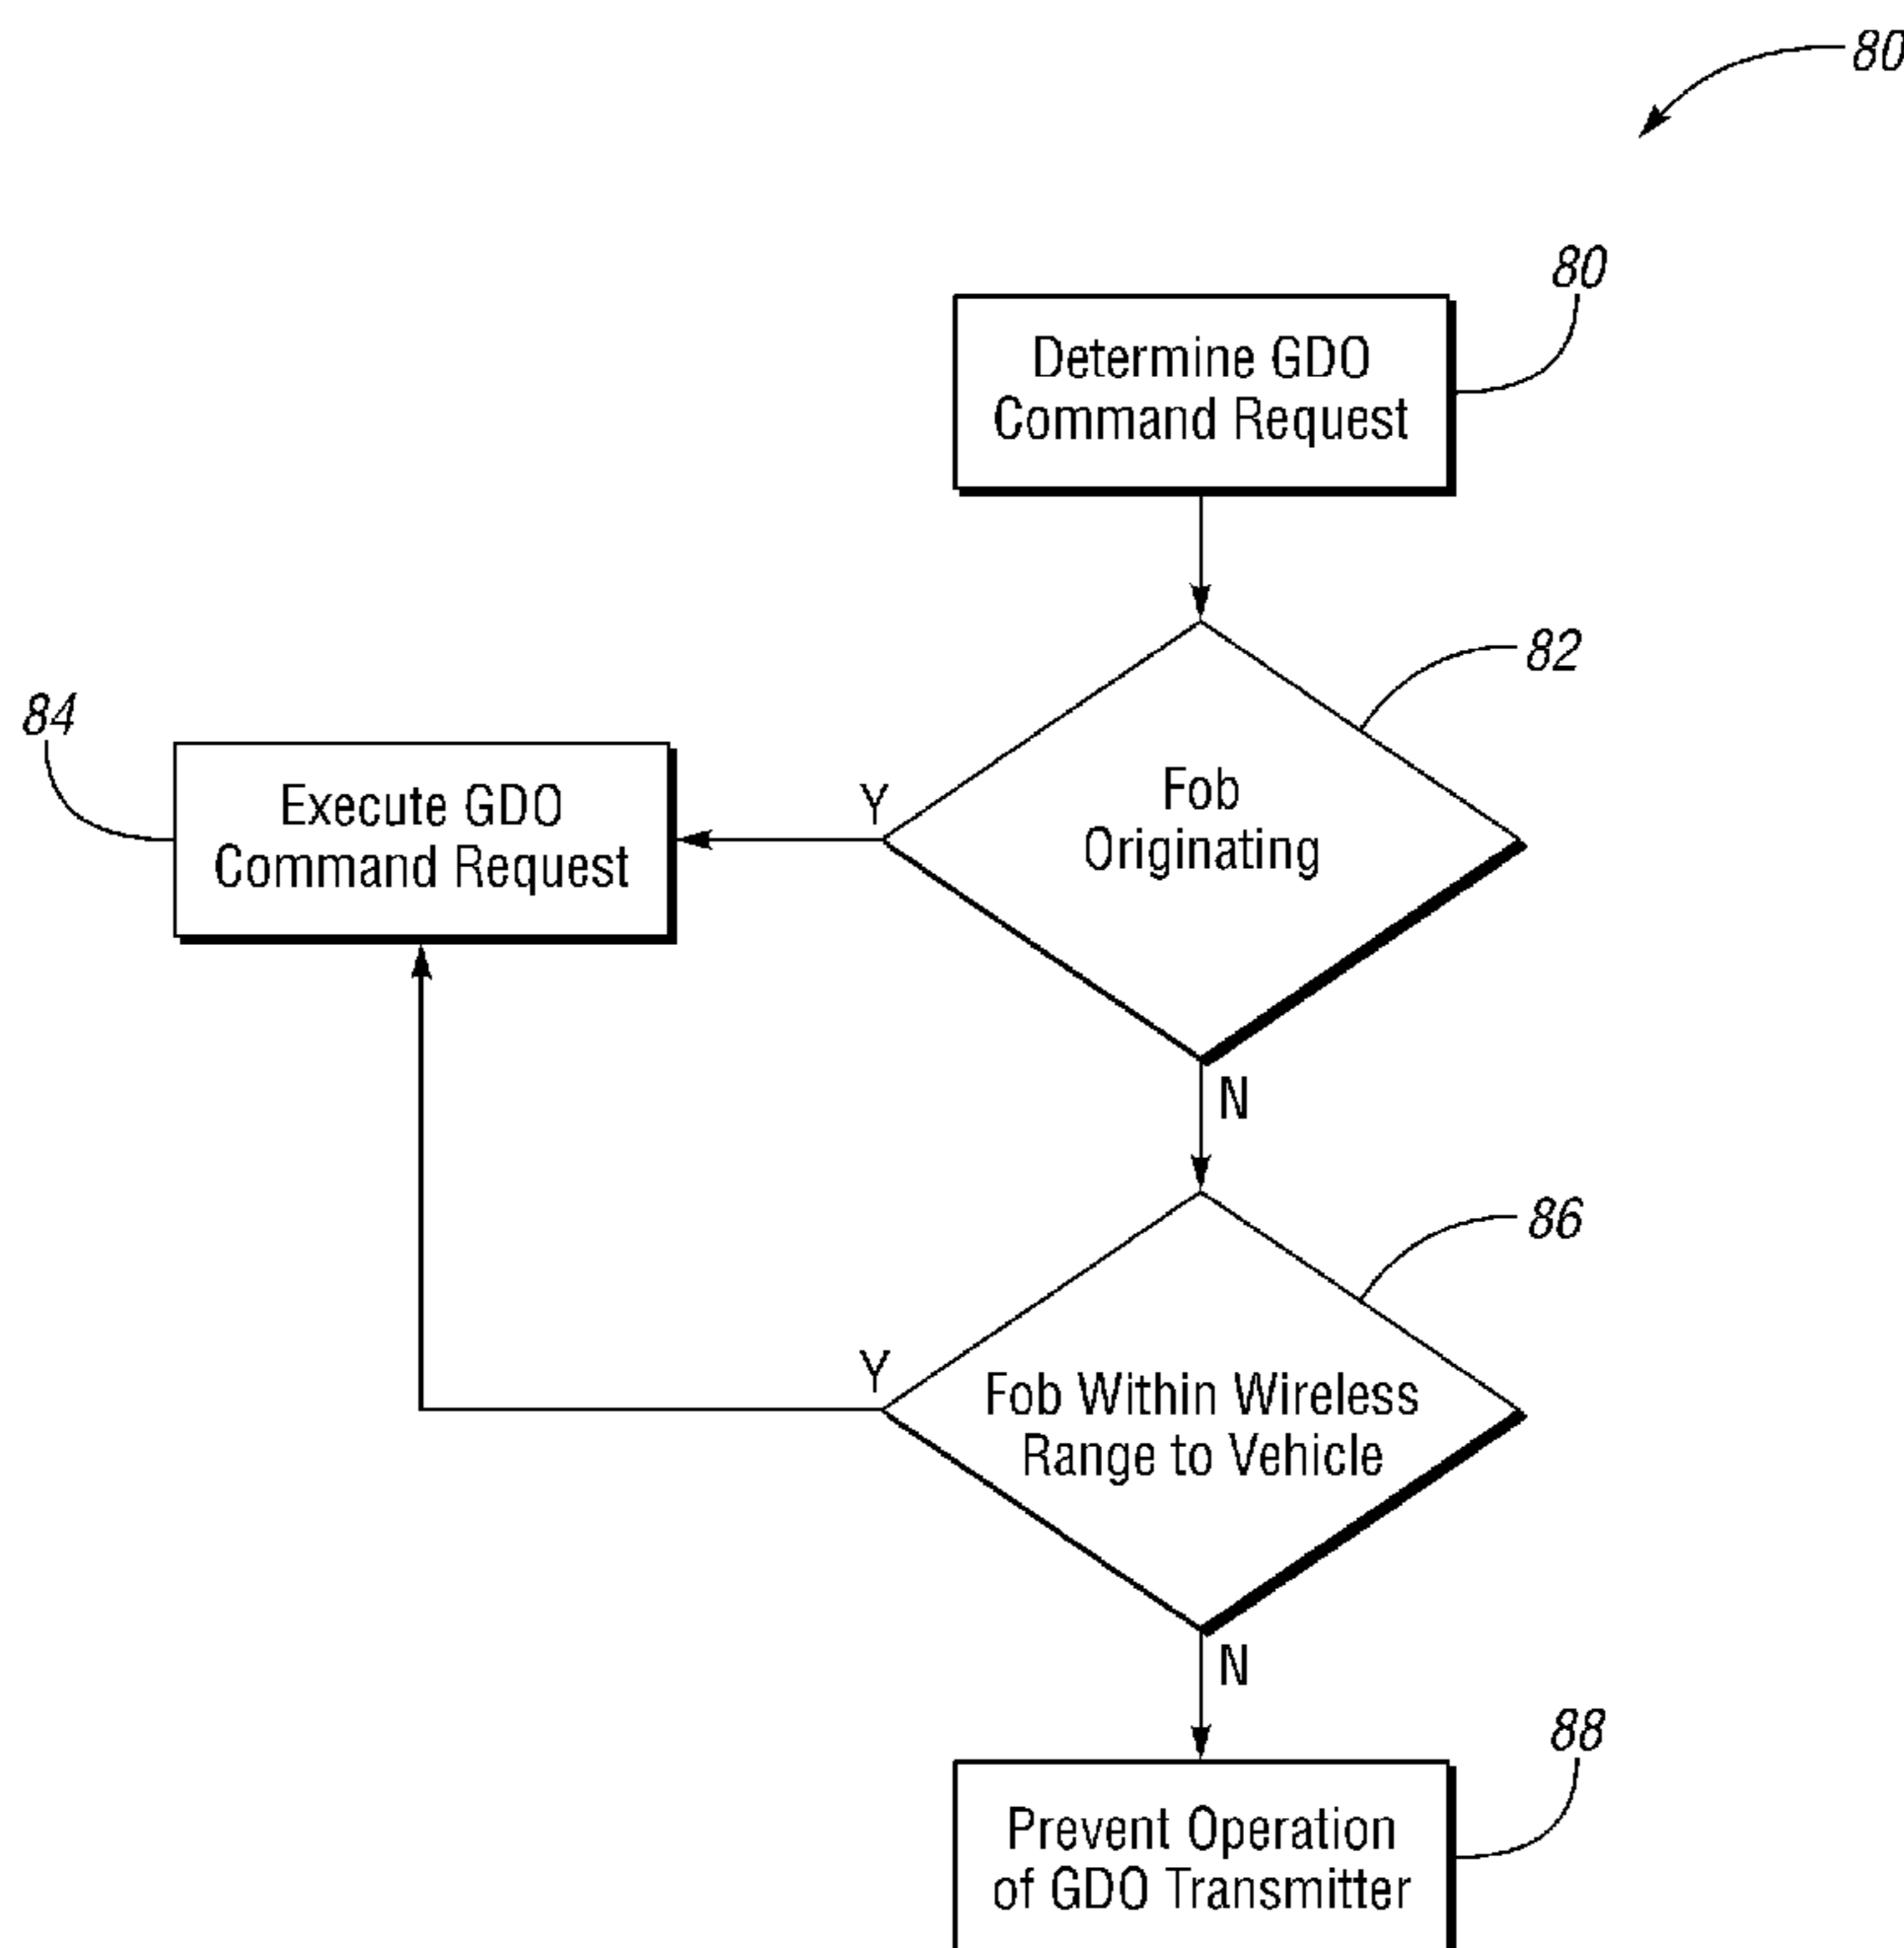 80
80
Determine GDO
Command Request
82
Fob
Originating
Y
84
Execute GDO
Command Request
N
86
Fob Within Wireless
Range to Vehicle
Y
N
88
Prevent Operation
of GDO Transmitter